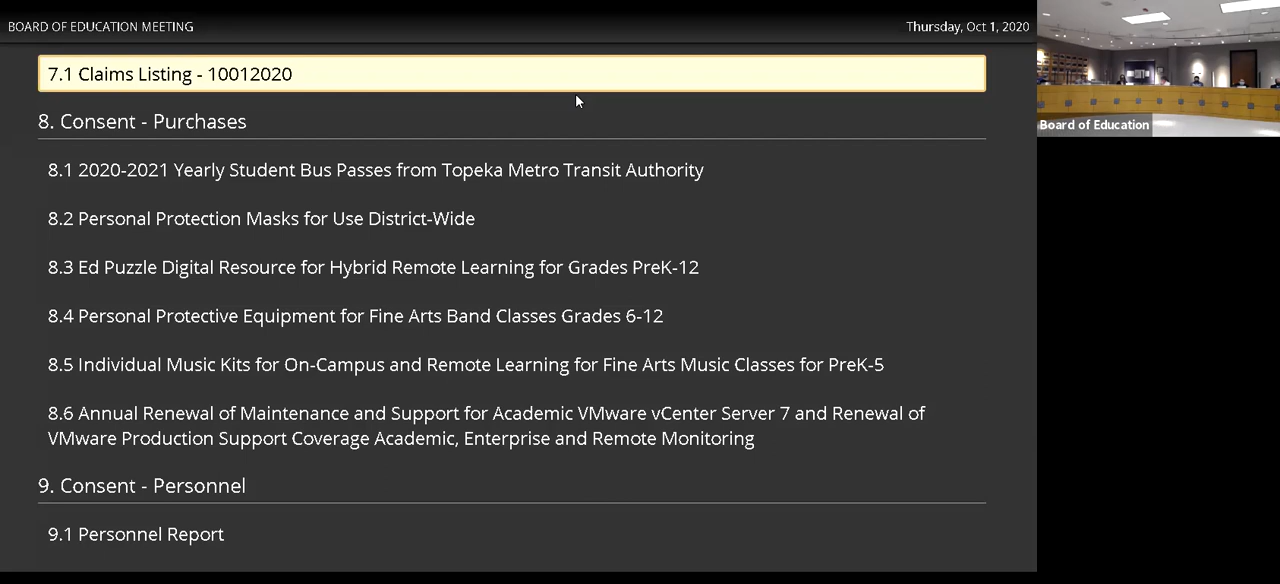 BOARD OF EDUCATION MEETING
Thursday, Oct 1, 2020
7.1 Claims Listing - 10012020
8. Consent - Purchases
8.1 2020-2021 Yearly Student Bus Passes from Topeka Metro Transit Authority
8.2 Personal Protection Masks for Use District-Wide
8.3 Ed Puzzle Digital Resource for Hybrid Remote Learning for Grades PreK-12
8.4 Personal Protective Equipment for Fine Arts Band Classes Grades 6-12
8.5 Individual Music Kits for On-Campus and Remote Learning for Fine Arts Music Classes for PreK-5
8.6 Annual Renewal of Maintenance and Support for Academic VMware vCenter Server 7 and Renewal of
VMware Production Support Coverage Academic, Enterprise and Remote Monitoring
9. Consent - Personnel
9.1 Personnel Report
Board of Education